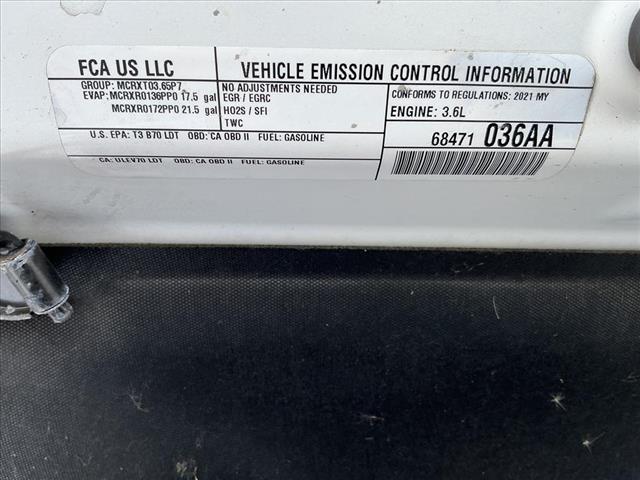 FCA US LLC
GROUP: MCRXT03.65P7
EVAP: MCRXR0136PP0 17.5 gal
MCRXR0172PP0 21.5 gal
U.S. EPA: T3 B70 LDT OBD: CA OBD II FUEL: GASOLINE
CA: ULEV70 LDT OBD: CA OBD II FUEL: GASOLINE
VEHICLE EMISSION CONTROL INFORMATION
NO ADJUSTMENTS NEEDED
EGR / EGRC
HO2S / SFI
TWC
CONFORMS TO REGULATIONS: 2021 MY
ENGINE: 3.6L
68471 036AA